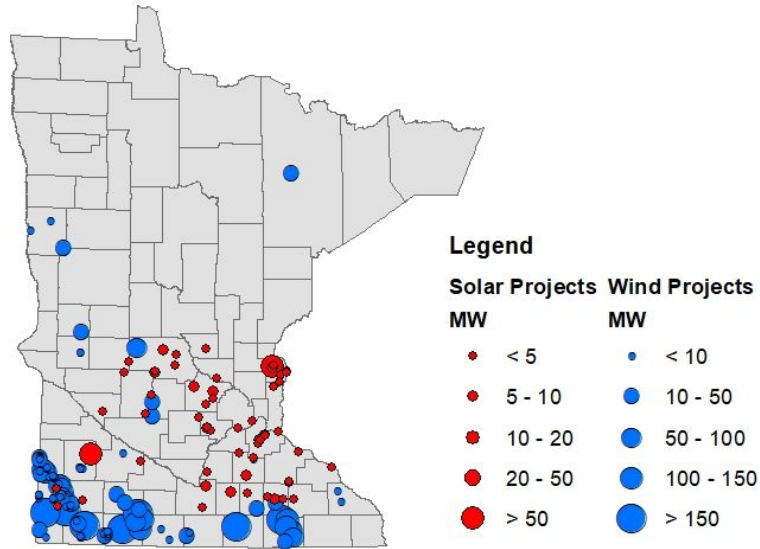 Legend
Solar Projects Wind Projects
MW MW
< 5 < 10
5 - 10 10 - 50
10 - 20 50 - 100
20 - 50 100 - 150
> 50 > 150